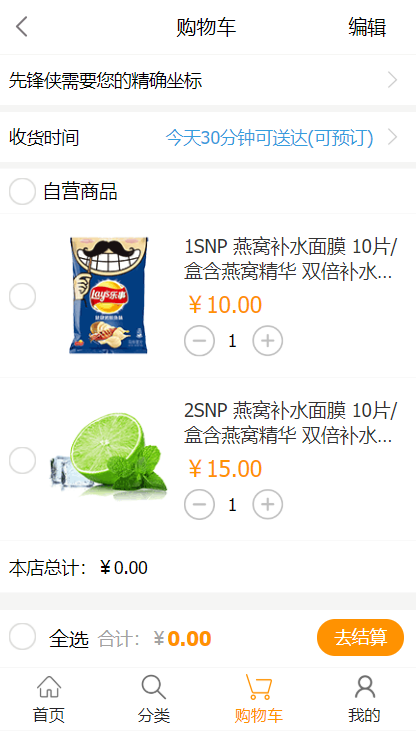 购物车
编辑
先锋侠需要您的精确坐标
收货时间
今天30分钟可送达(可预订)
自营商品
1SNP 燕窝补水面膜 10片/
盒含燕窝精华 双倍补水...
¥10.00
1
Lay's乐事
2SNP 燕窝补水面膜 10片/
盒含燕窝精华 双倍补水...
¥15.00
1
本店总计：¥0.00
全选 合计：¥0.00
去结算
首页
分类
购物车
我的